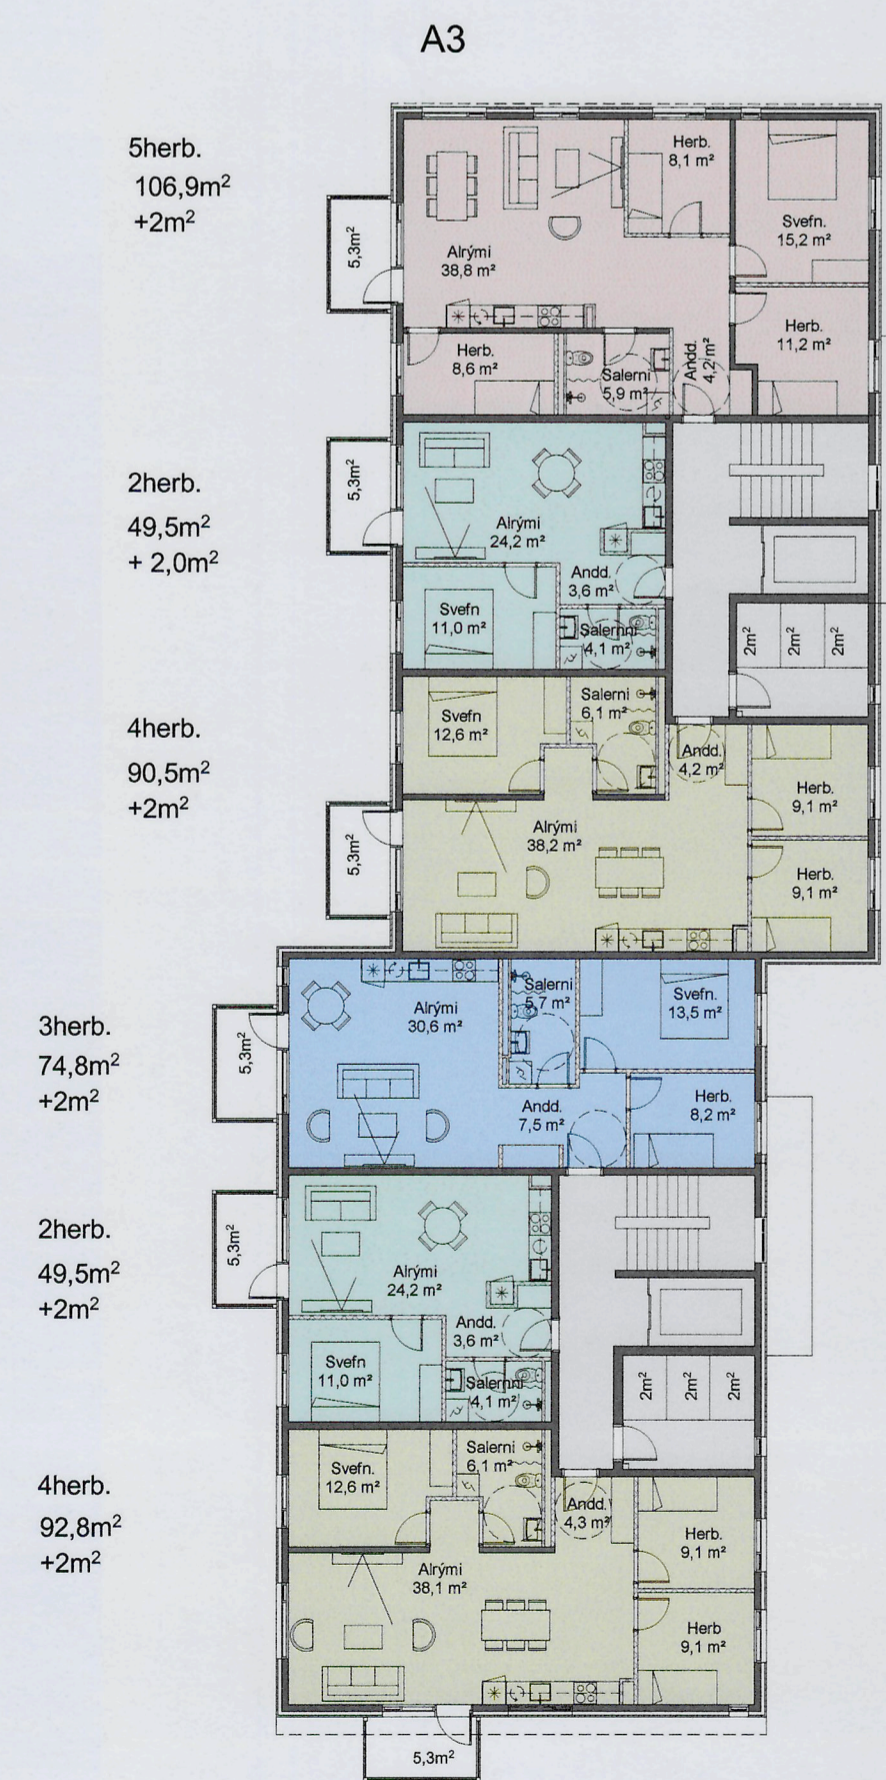 A3
5herb.
106,9m²
+2m²
5,3m²
Alrými
38,8 m²
Herb.
8,1 m²
Svefn.
15,2 m²
Herb.
11,2 m²
Herb.
8,6 m²
Salerni
5,9 m²
Andd.
4,2 m²
2herb.
49,5m²
+ 2,0m²
5,3m²
Alrými
24,2 m²
Andd.
3,6 m²
Svefn
11,0 m²
Salernni
4,1 m²
2m²
2m²
2m²
4herb.
90,5m²
+2m²
5,3m²
Svefn
12,6 m²
Salerni
6,1 m²
Andd.
4,2 m²
Herb.
9,1 m²
Alrými
38,2 m²
Herb.
9,1 m²
3herb.
74,8m²
+2m²
5,3m²
Alrými
30,6 m²
Salerni
5,7 m²
Svefn.
13,5 m²
Andd.
7,5 m²
Herb.
8,2 m²
2herb.
49,5m²
+2m²
5,3m²
Alrými
24,2 m²
Andd.
3,6 m²
Svefn
11,0 m²
Salernni
4,1 m²
2m²
2m²
2m²
4herb.
92,8m²
+2m²
Svefn.
12,6 m²
Salerni
6,1 m²
Andd.
4,3 m²
Herb.
9,1 m²
Alrými
38,1 m²
Herb
9,1 m²
5,3m²